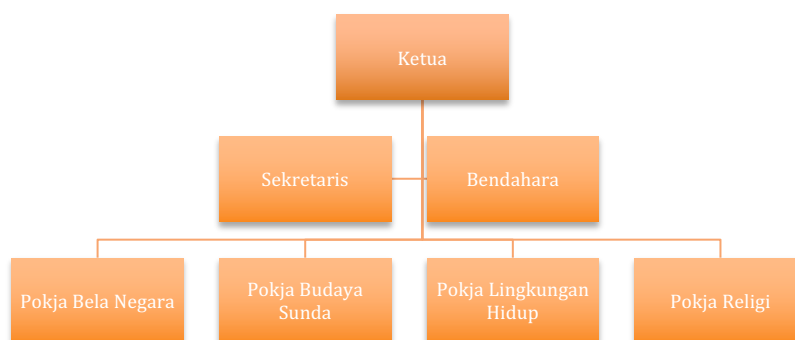 Ketua
Sekretaris
Bendahara
Pokja Bela Negara
Pokja Budaya
Sunda
Pokja Lingkungan
Hidup
Pokja Religi